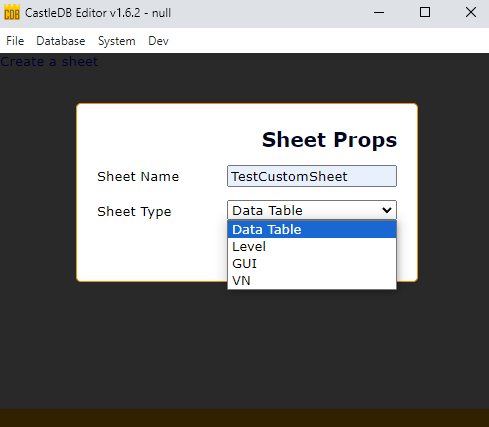 CDB CastleDB Editor v1.6.2 - null
File Database System Dev
Create a sheet
Sheet Props
Sheet Name TestCustomSheet
Sheet Type Data Table
Data Table
Level
GUI
VN